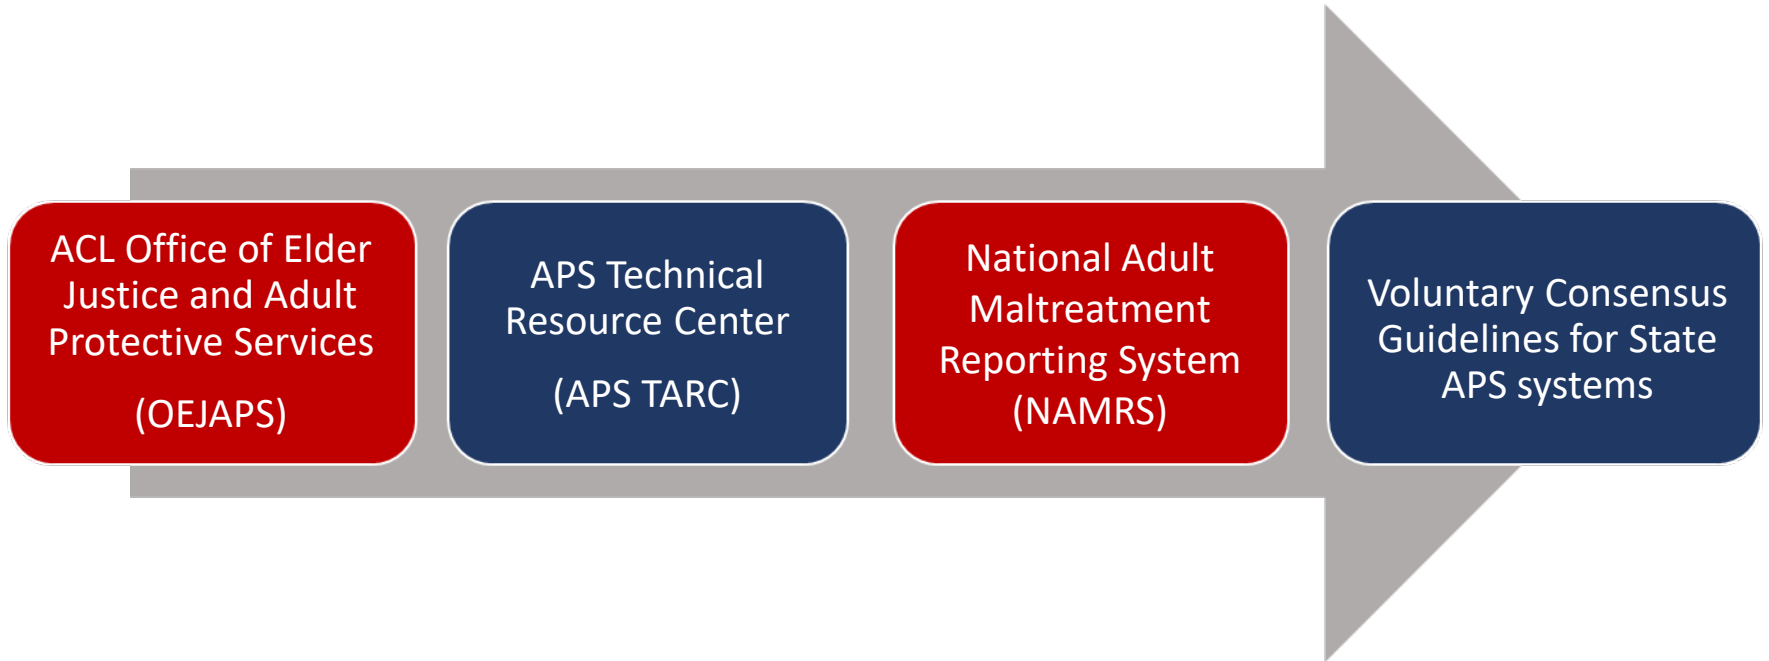 ACL Office of Elder
Justice and Adult
Protective Services
(OEJAPS)
APS Technical
Resource Center
(APS TARC)
National Adult
Maltreatment
Reporting System
(NAMRS)
Voluntary Consensus
Guidelines for State
APS systems